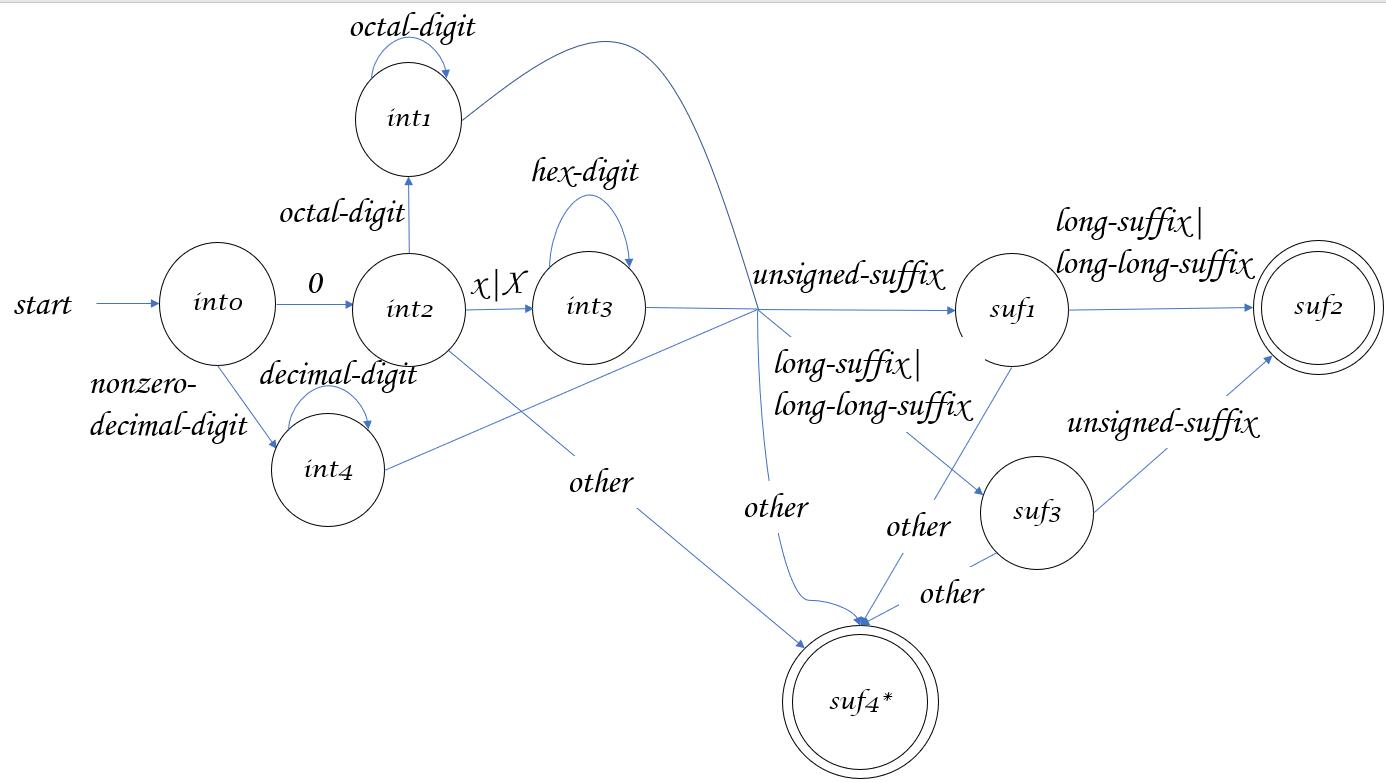 octal-digit
int1
hex-digit
octal-digit
long-suffix|
long-long-suffix
unsigned-suffix
start
int0
0
int2
x|X
int3
suf1
suf2
nonzero-
decimal-digit
decimal-digit
long-suffix|
long-long-suffix
unsigned-suffix
int4
other
other
other
suf3
other
suf4*